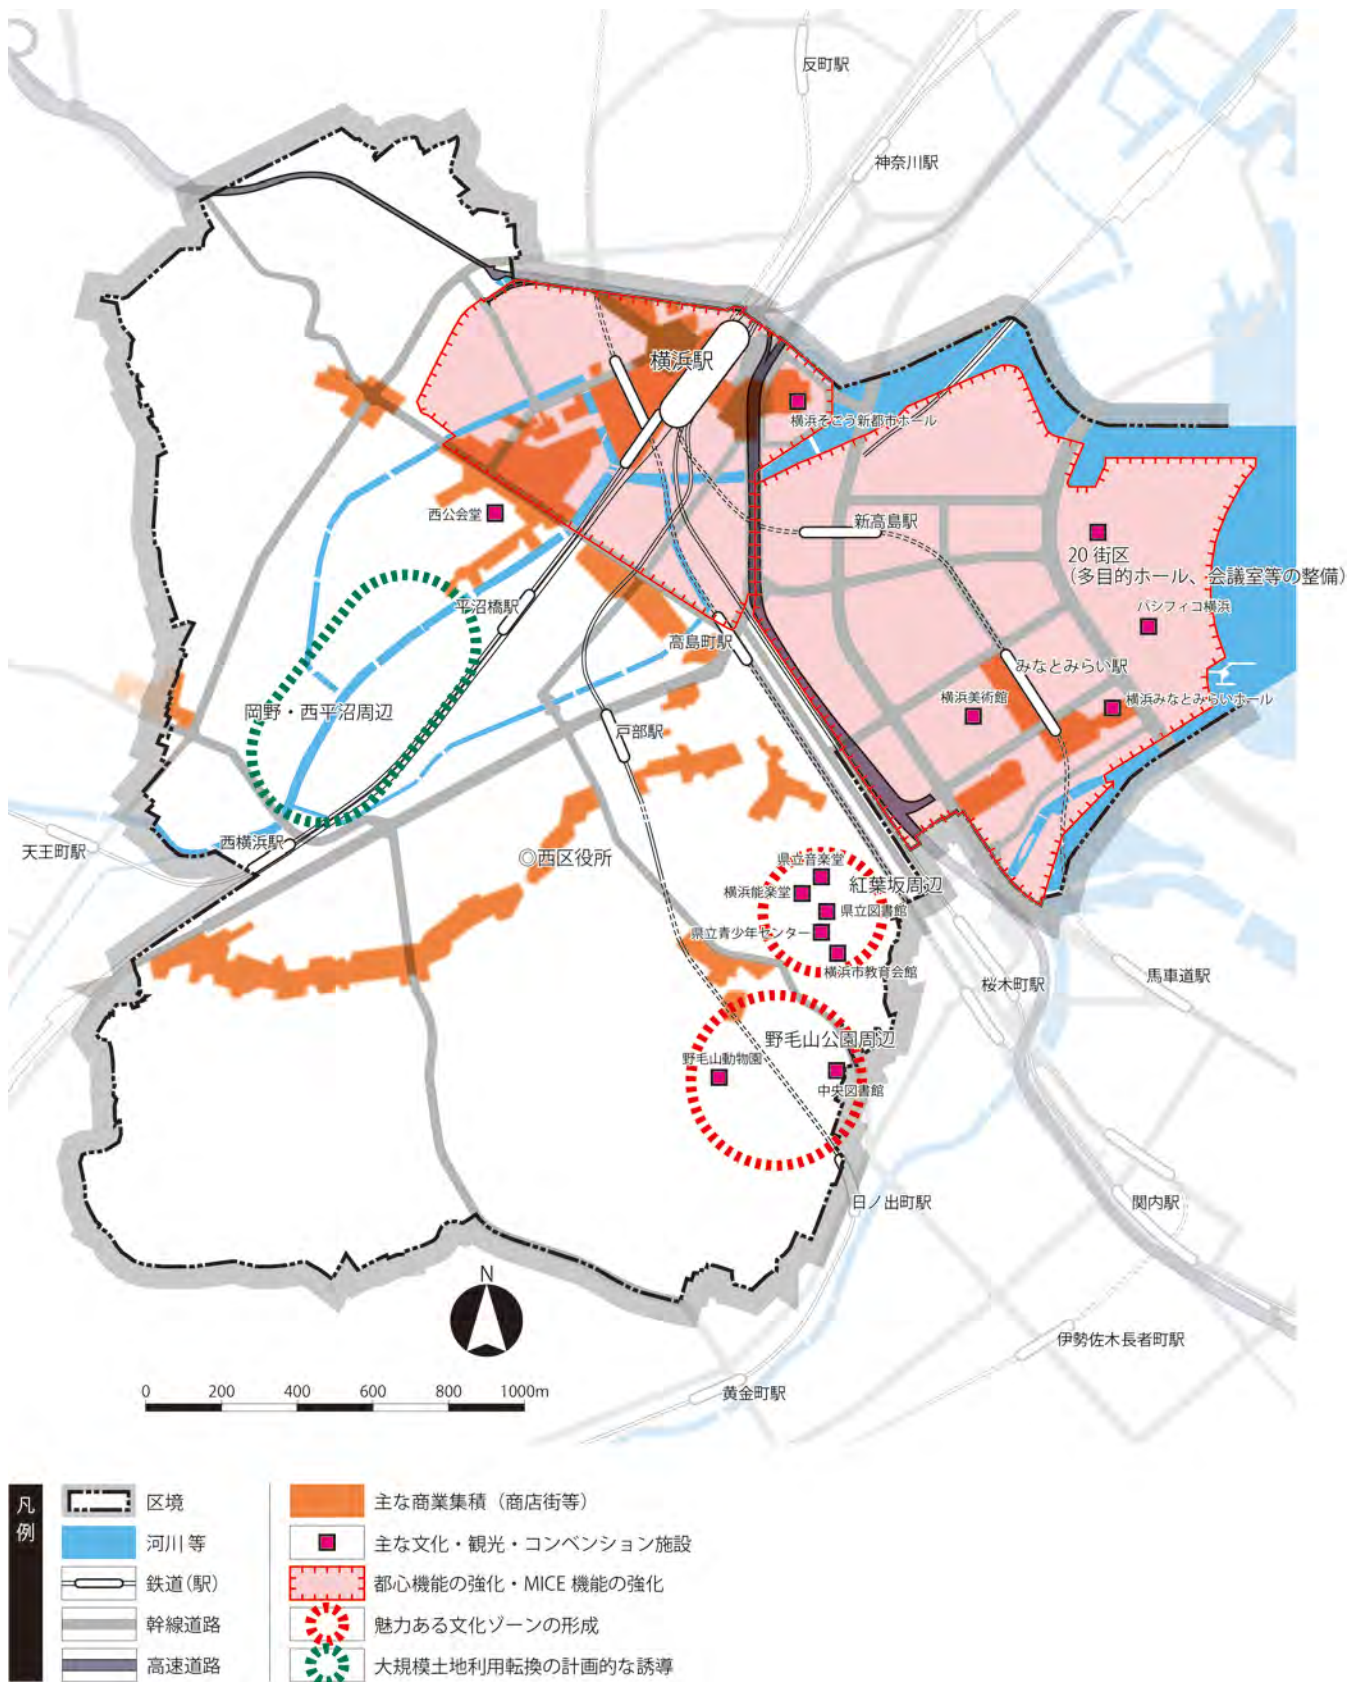 反町駅
神奈川駅
横浜駅
横浜そごう新都市ホール
西公会堂
新高島駅
20 街区
（多目的ホール、会議室等の整備）
パシフィコ横浜
平沼橋駅
高島町駅
みなとみらい駅
横浜美術館
横浜みなとみらいホール
岡野・西平沼周辺
戸部駅
西横浜駅
天王町駅
◎西区役所
県立音楽堂
紅葉坂周辺
横浜能楽堂
県立図書館
県立青少年センター
横浜市教育会館
桜木町駅
馬車道駅
野毛山公園周辺
野毛山動物園
中央図書館
日ノ出町駅
関内駅
N
伊勢佐木長者町駅
黄金町駅
0 200 400 600 800 1000m
凡例
区境
河川等
鉄道(駅)
幹線道路
高速道路
主な商業集積（商店街等）
主な文化・観光・コンベンション施設
都心機能の強化・MICE 機能の強化
魅力ある文化ゾーンの形成
大規模土地利用転換の計画的な誘導